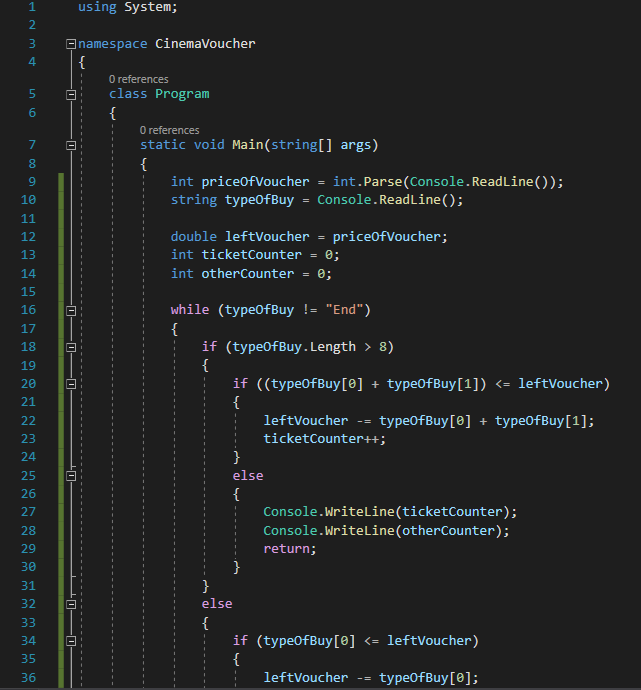 1 using System;
2
3 namespace CinemaVoucher
4 {
0 references
5 class Program
6 {
0 references
7 static void Main(string[] args)
8 {
9 int priceOfVoucher = int.Parse(Console.ReadLine());
10 string typeOfBuy = Console.ReadLine();
11
12 double leftVoucher = priceOfVoucher;
13 int ticketCounter = 0;
14 int otherCounter = 0;
15
16 while (typeOfBuy != "End")
17 {
18 if (typeOfBuy.Length > 8)
19 {
20 if ((typeOfBuy[0] + typeOfBuy[1]) <= leftVoucher)
21 {
22 leftVoucher -= typeOfBuy[0] + typeOfBuy[1];
23 ticketCounter++;
24 }
25 else
26 {
27 Console.WriteLine(ticketCounter);
28 Console.WriteLine(otherCounter);
29 return;
30 }
31 }
32 else
33 {
34 if (typeOfBuy[0] <= leftVoucher)
35 {
36 leftVoucher -= typeOfBuy[0];